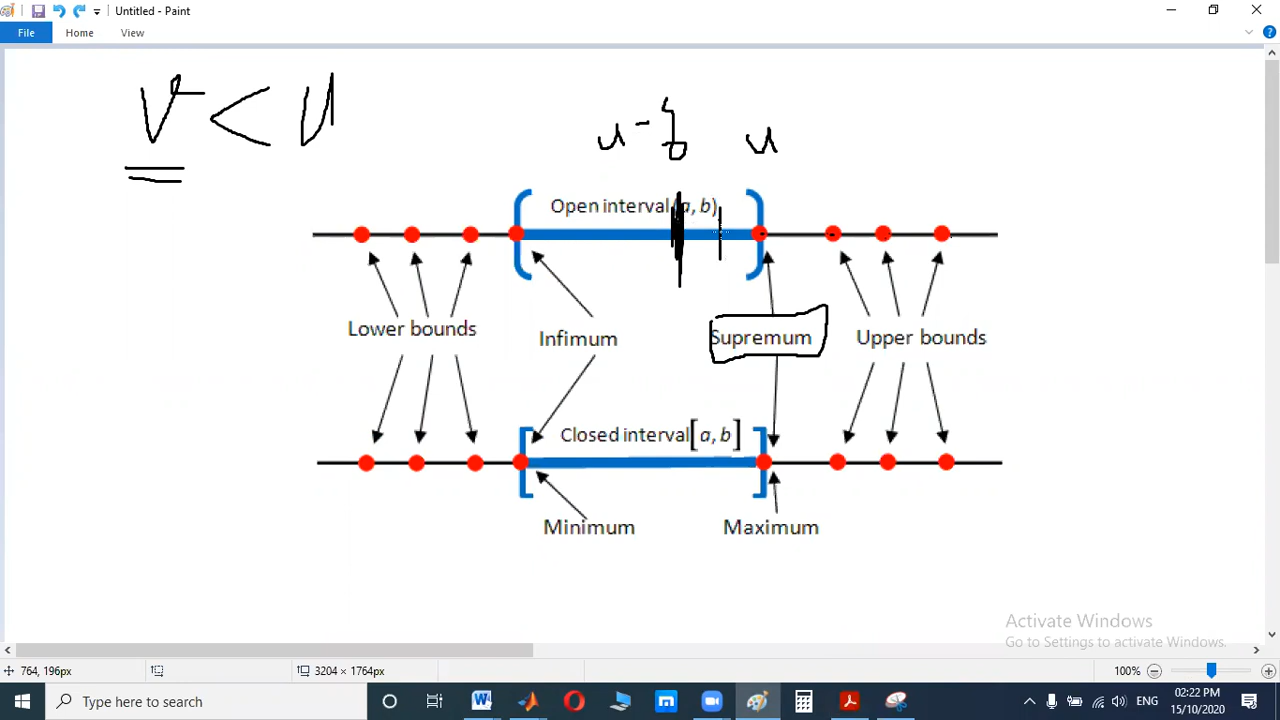 Untitled - Paint
File Home View
v < u
u - ξ u
Open interval (a, b)
Lower bounds Infimum Supremum Upper bounds
Closed interval [a, b]
Minimum Maximum
Activate Windows
Go to Settings to activate Windows.
764, 196px 3204 × 1764px 100%
Type here to search ENG 02:22 PM
15/10/2020